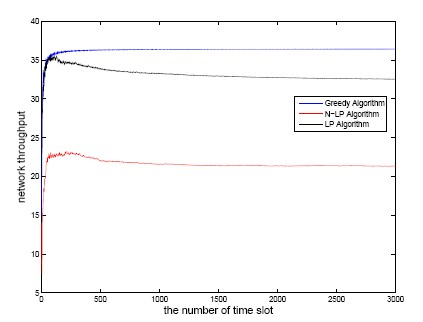 40
35
30
25
20
15
10
5
network throughput
Greedy Algorithm
N-LP Algorithm
LP Algorithm
0 500 1000 1500 2000 2500 3000
the number of time slot